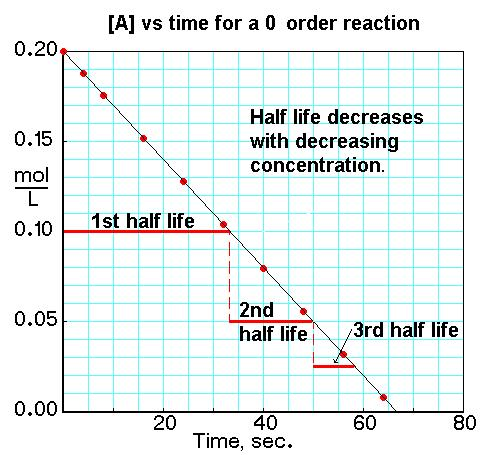 [A] vs time for a 0 order reaction
0.20
Half life decreases
with decreasing
concentration.
0.15
mol
L
1st half life
0.10
2nd
half life
3rd half life
0.05
0.00
20
40
60
80
Time, sec.